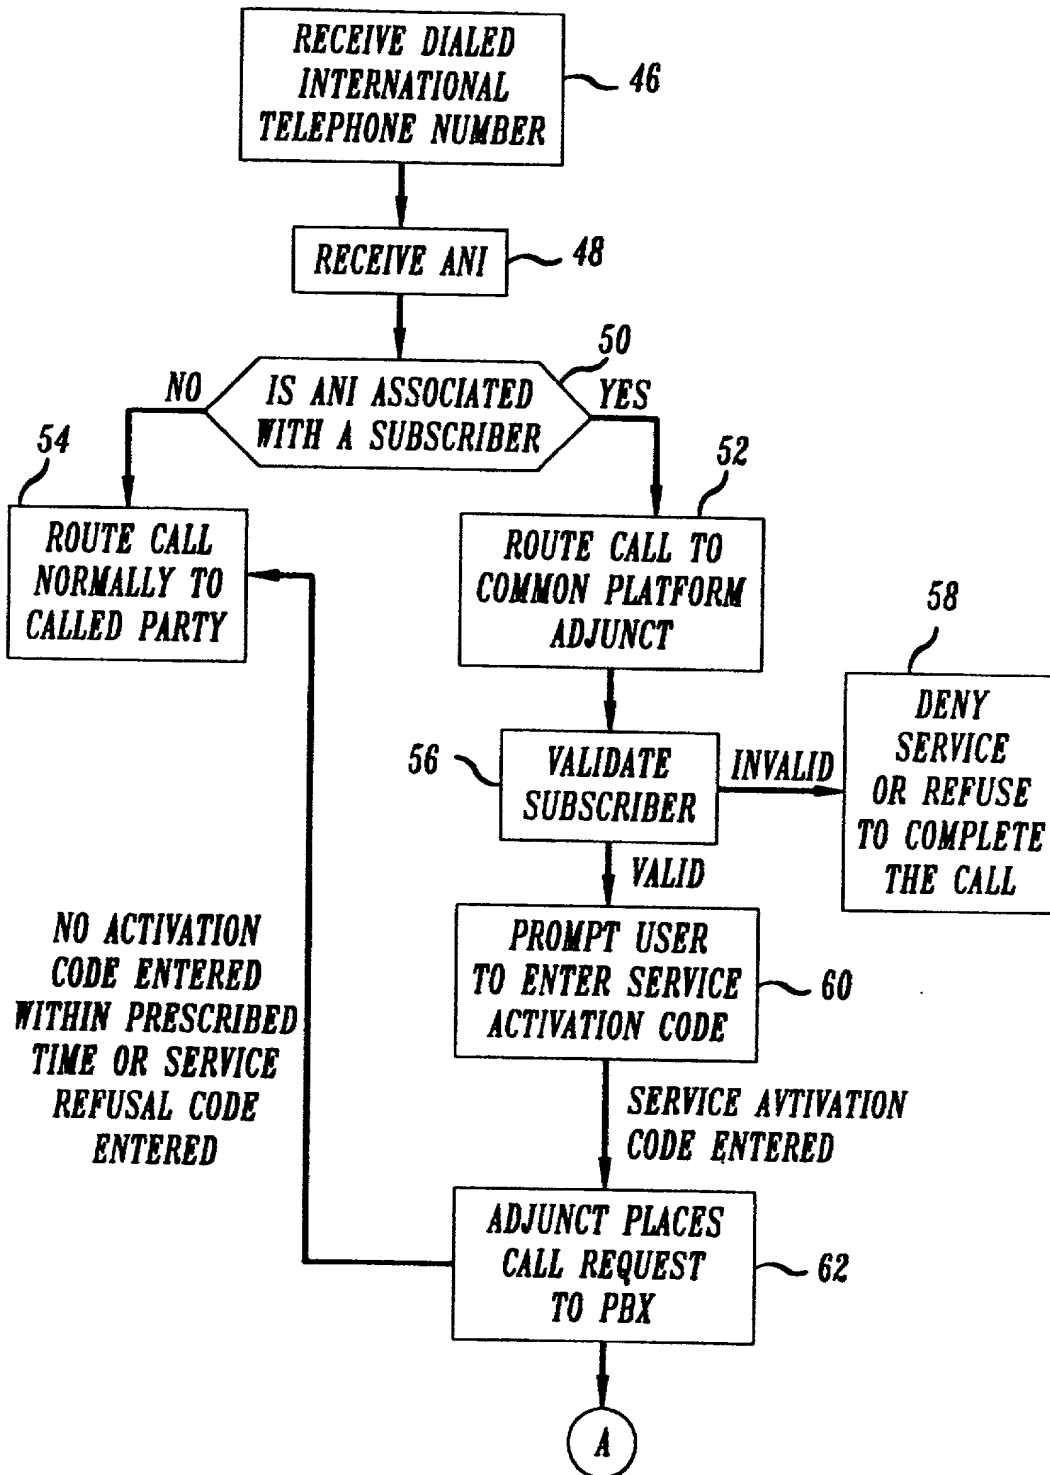 RECEIVE DIALED
INTERNATIONAL
TELEPHONE NUMBER
46
RECEIVE ANI
48
IS ANI ASSOCIATED
WITH A SUBSCRIBER
50
NO
YES
54
ROUTE CALL
NORMALLY TO
CALLED PARTY
52
ROUTE CALL TO
COMMON PLATFORM
ADJUNCT
56
VALIDATE
SUBSCRIBER
INVALID
58
DENY
SERVICE
OR REFUSE
TO COMPLETE
THE CALL
VALID
PROMPT USER
TO ENTER SERVICE
ACTIVATION CODE
60
NO ACTIVATION
CODE ENTERED
WITHIN PRESCRIBED
TIME OR SERVICE
REFUSAL CODE
ENTERED
SERVICE AVTIVATION
CODE ENTERED
ADJUNCT PLACES
CALL REQUEST
TO PBX
62
A